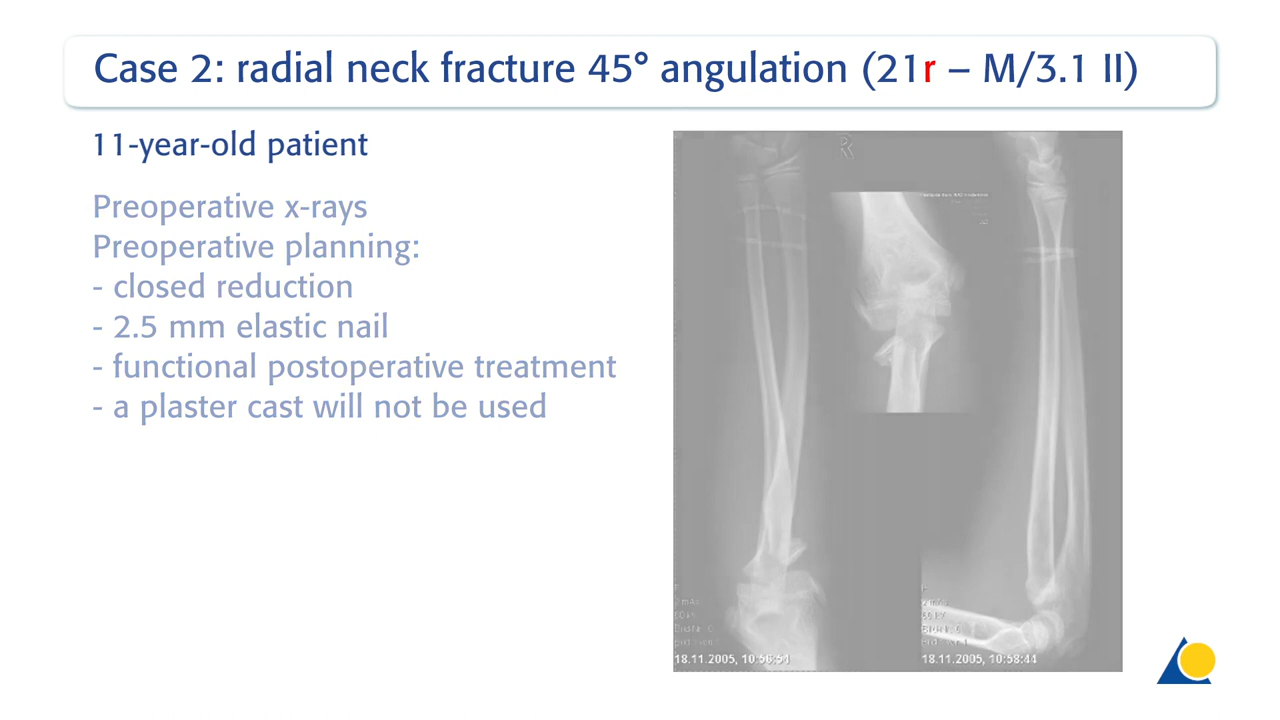 Case 2: radial neck fracture 45° angulation (21r – M/3.1 II)
11-year-old patient
Preoperative x-rays
Preoperative planning:
- closed reduction
- 2.5 mm elastic nail
- functional postoperative treatment
- a plaster cast will not be used
R
18.11.2005, 10:56:54
18.11.2005, 10:58:44